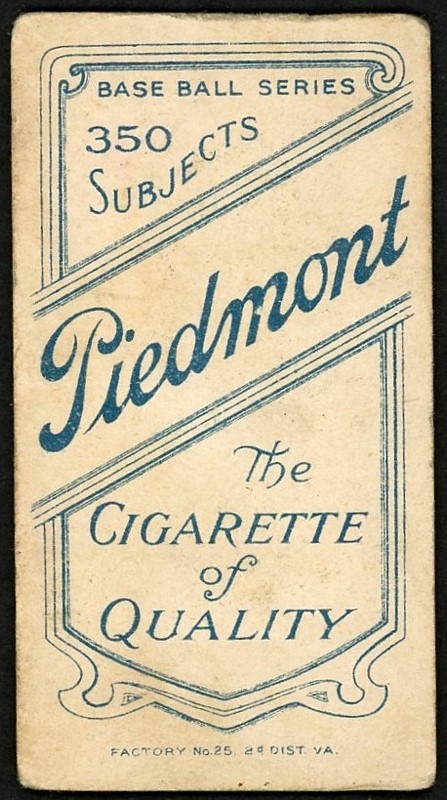 BASE BALL SERIES
350
SUBJECTS
Piedmont
The
CIGARETTE
of
QUALITY
FACTORY No. 25, 2d DIST. VA.